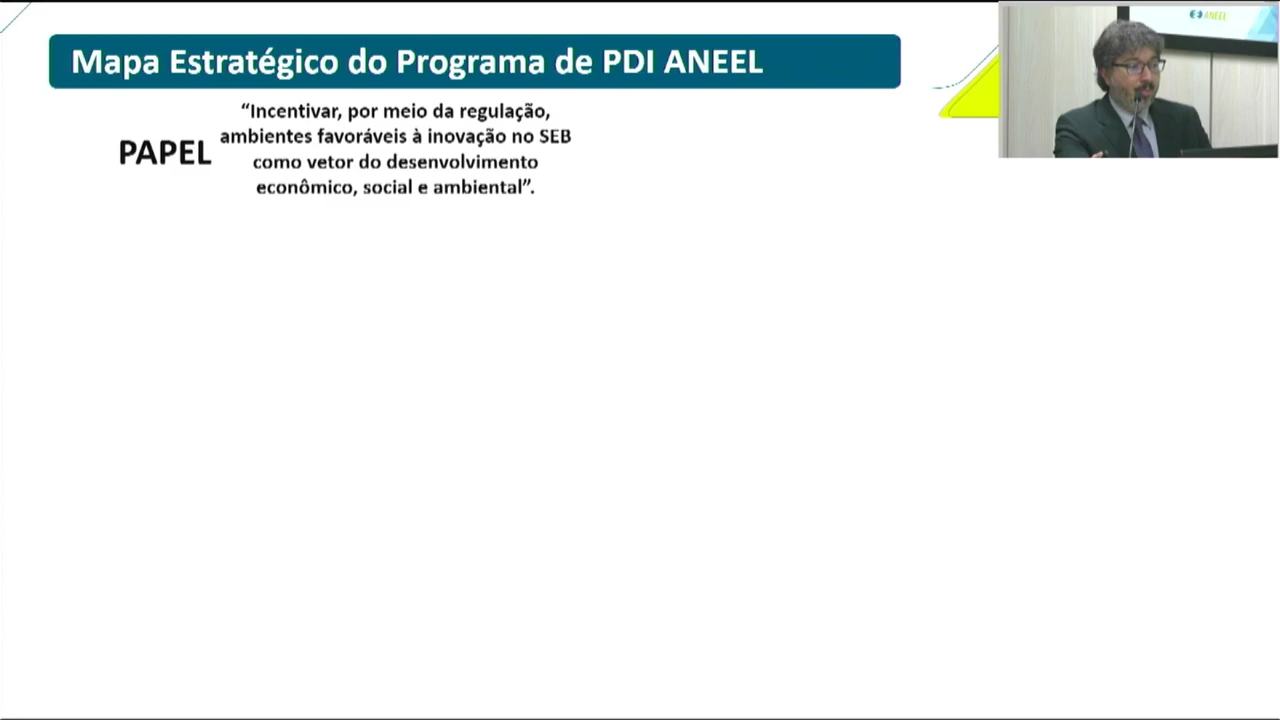 Mapa Estratégico do Programa de PDI ANEEL
PAPEL
“Incentivar, por meio da regulação,
ambientes favoráveis à inovação no SEB
como vetor do desenvolvimento
econômico, social e ambiental”.
ANEEL